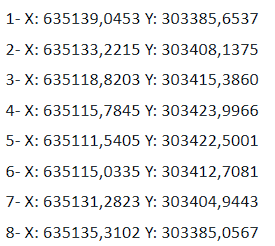 1- X: 635139,0453 Y: 303385,6537
2- X: 635133,2215 Y: 303408,1375
3- X: 635118,8203 Y: 303415,3860
4- X: 635115,7845 Y: 303423,9966
5- X: 635111,5405 Y: 303422,5001
6- X: 635115,0335 Y: 303412,7081
7- X: 635131,2823 Y: 303404,9443
8- X: 635135,3102 Y: 303385,0567